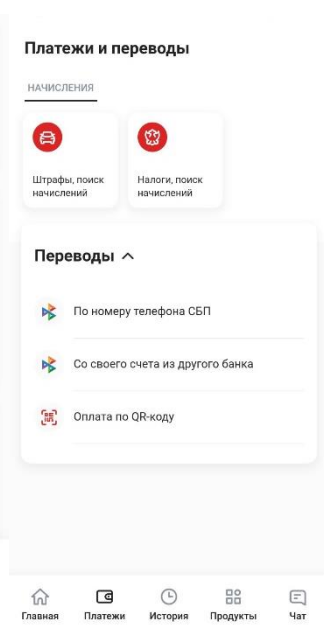 Платежи и переводы
НАЧИСЛЕНИЯ
Штрафы, поиск
начислений
Налоги, поиск
начислений
Переводы
По номеру телефона СБП
Со своего счета из другого банка
Оплата по QR-коду
Главная
Платежи
История
Продукты
Чат